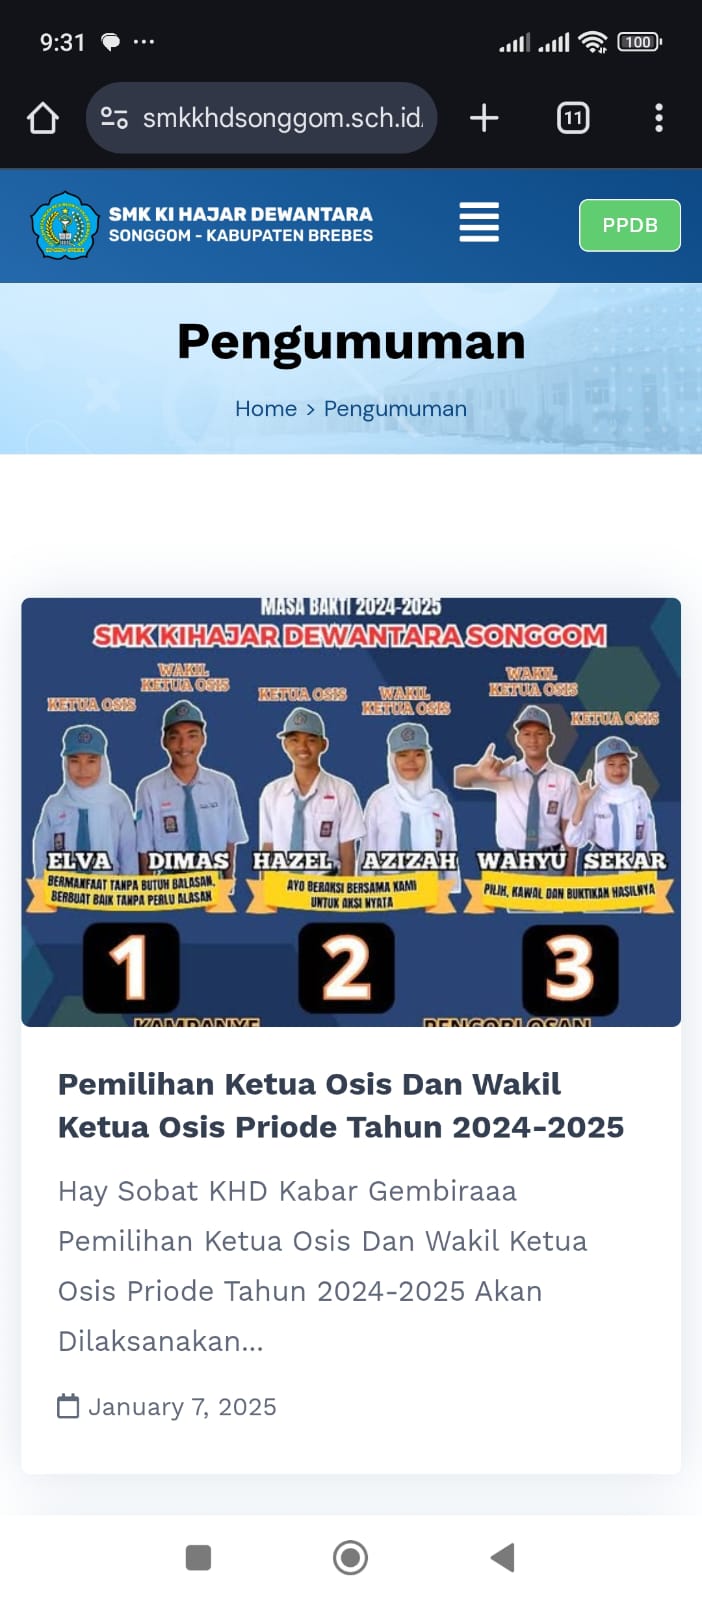 9:31
100
smkkhdsonggom.sch.id/
11
SMK KI HAJAR DEWANTARA
SONGGOM - KABUPATEN BREBES
PPDB
Pengumuman
Home > Pengumuman
MASA BAKTI 2024-2025
SMK KIHAJAR DEWANTARA SONGGOM
KETUA OSIS
WAKIL
KETUA OSIS
KETUA OSIS
WAKIL
KETUA OSIS
WAKIL
KETUA OSIS
KETUA OSIS
ELVA DIMAS HAZEL AZIZAH WAHYU SEKAR
BERMANFAAT TANPA BUTUH BALASAN,
BERBUAT BAIK TANPA PERLU ALASAN
AYO BERAKSI BERSAMA KAMI
UNTUK AKSI NYATA
PILIH, KAWAL DAN BUKTIKAN HASILNYA
1 2 3
KAMPANYE PENCOBLOSAN
Pemilihan Ketua Osis Dan Wakil
Ketua Osis Priode Tahun 2024-2025
Hay Sobat KHD Kabar Gembiraaa
Pemilihan Ketua Osis Dan Wakil Ketua
Osis Priode Tahun 2024-2025 Akan
Dilaksanakan...
January 7, 2025